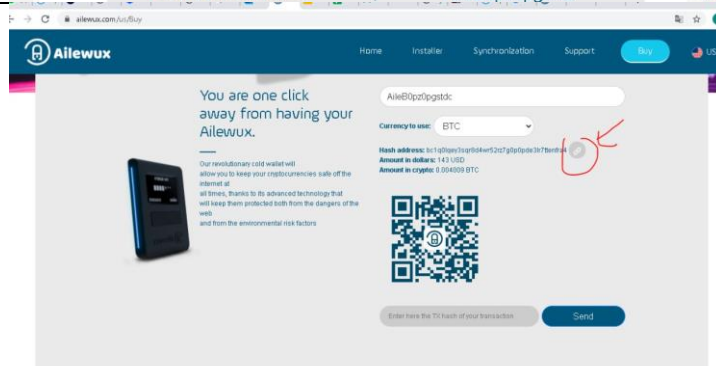 ailewux.com/us/Buy
Ailewux
Home Installer Synchronization Support Buy US
You are one click
away from having your
Ailewux.
Our revolutionary cold wallet will
allow you to keep your cryptocurrencies safe off the
internet at
all times, thanks to its advanced technology that
will keep them protected both from the dangers of the
web
and from the environmental risk factors
AileB0pz0pgstdc
Currency to use: BTC
Hash address:
Amount in dollars: 143 USD
Amount in crypto: 0.004009 BTC
Enter here the TX hash of your transaction
Send